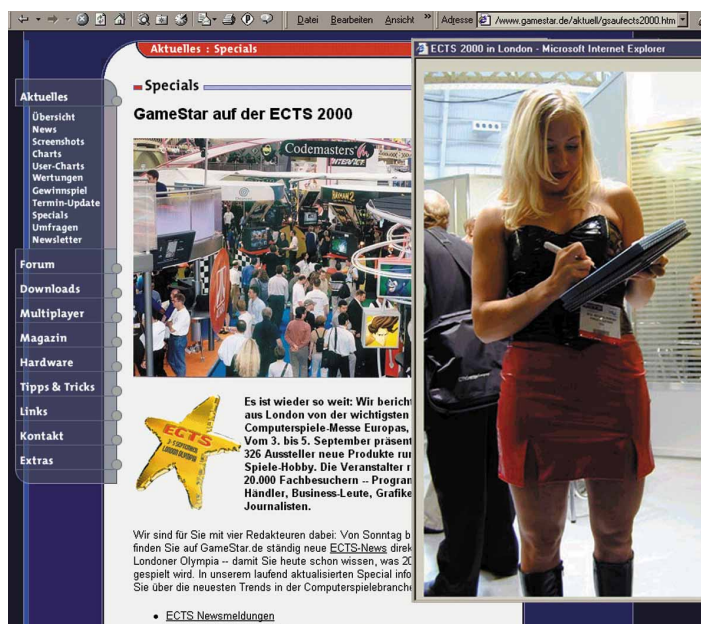 Datei Bearbeiten Ansicht » Adresse /www.gamestar.de/aktuell/gsaufects2000.htm
Aktuelles : Specials
ECTS 2000 in London - Microsoft Internet Explorer
Specials
GameStar auf der ECTS 2000
Aktuelles
Übersicht
News
Screenshots
Charts
User-Charts
Wertungen
Gewinnspiel
Termin-Update
Specials
Umfragen
Newsletter
Forum
Downloads
Multiplayer
Magazin
Hardware
Tipps & Tricks
Links
Kontakt
Extras
Codemasters
ECTS
3-5 SEPTEMBER
LONDON OLYMPIA
Es ist wieder so weit: Wir bericht
aus London von der wichtigsten
Computerspiele-Messe Europas,
Vom 3. bis 5. September präsent
326 Aussteller neue Produkte rur
Spiele-Hobby. Die Veranstalter r
20.000 Fachbesuchern -- Program
Händler, Business-Leute, Grafike
Journalisten.
Wir sind für Sie mit vier Redakteuren dabei: Von Sonntag b
finden Sie auf GameStar.de ständig neue ECTS-News direk
Londoner Olympia -- damit Sie heute schon wissen, was 20
gespielt wird. In unserem laufend aktualisierten Special info
Sie über die neuesten Trends in der Computerspielebranche
• ECTS Newsmeldungen